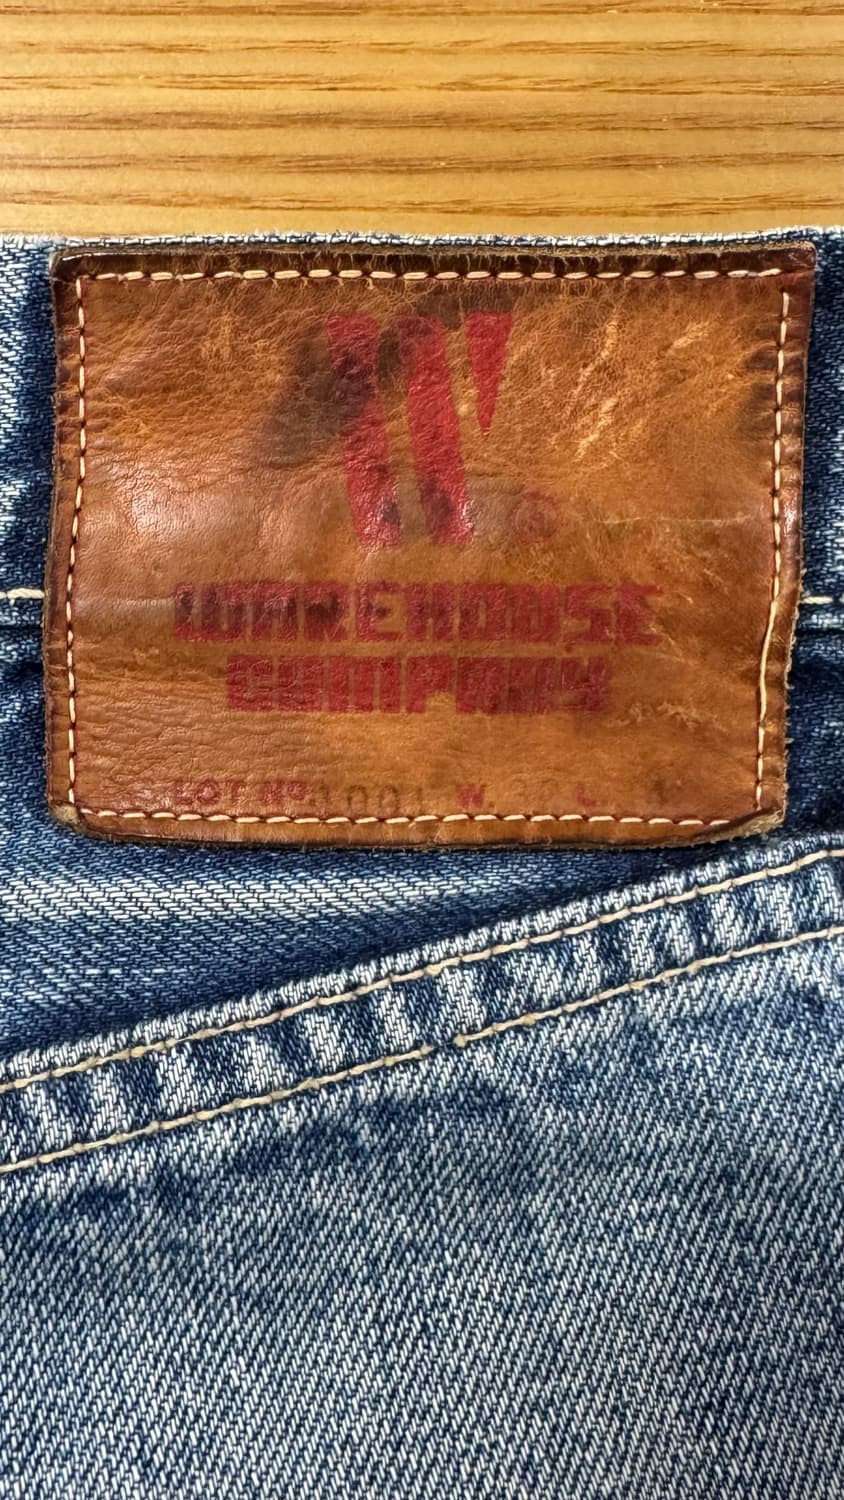 W
WAREHOUSE
COMPANY
LOT Nº 1001 W. L.